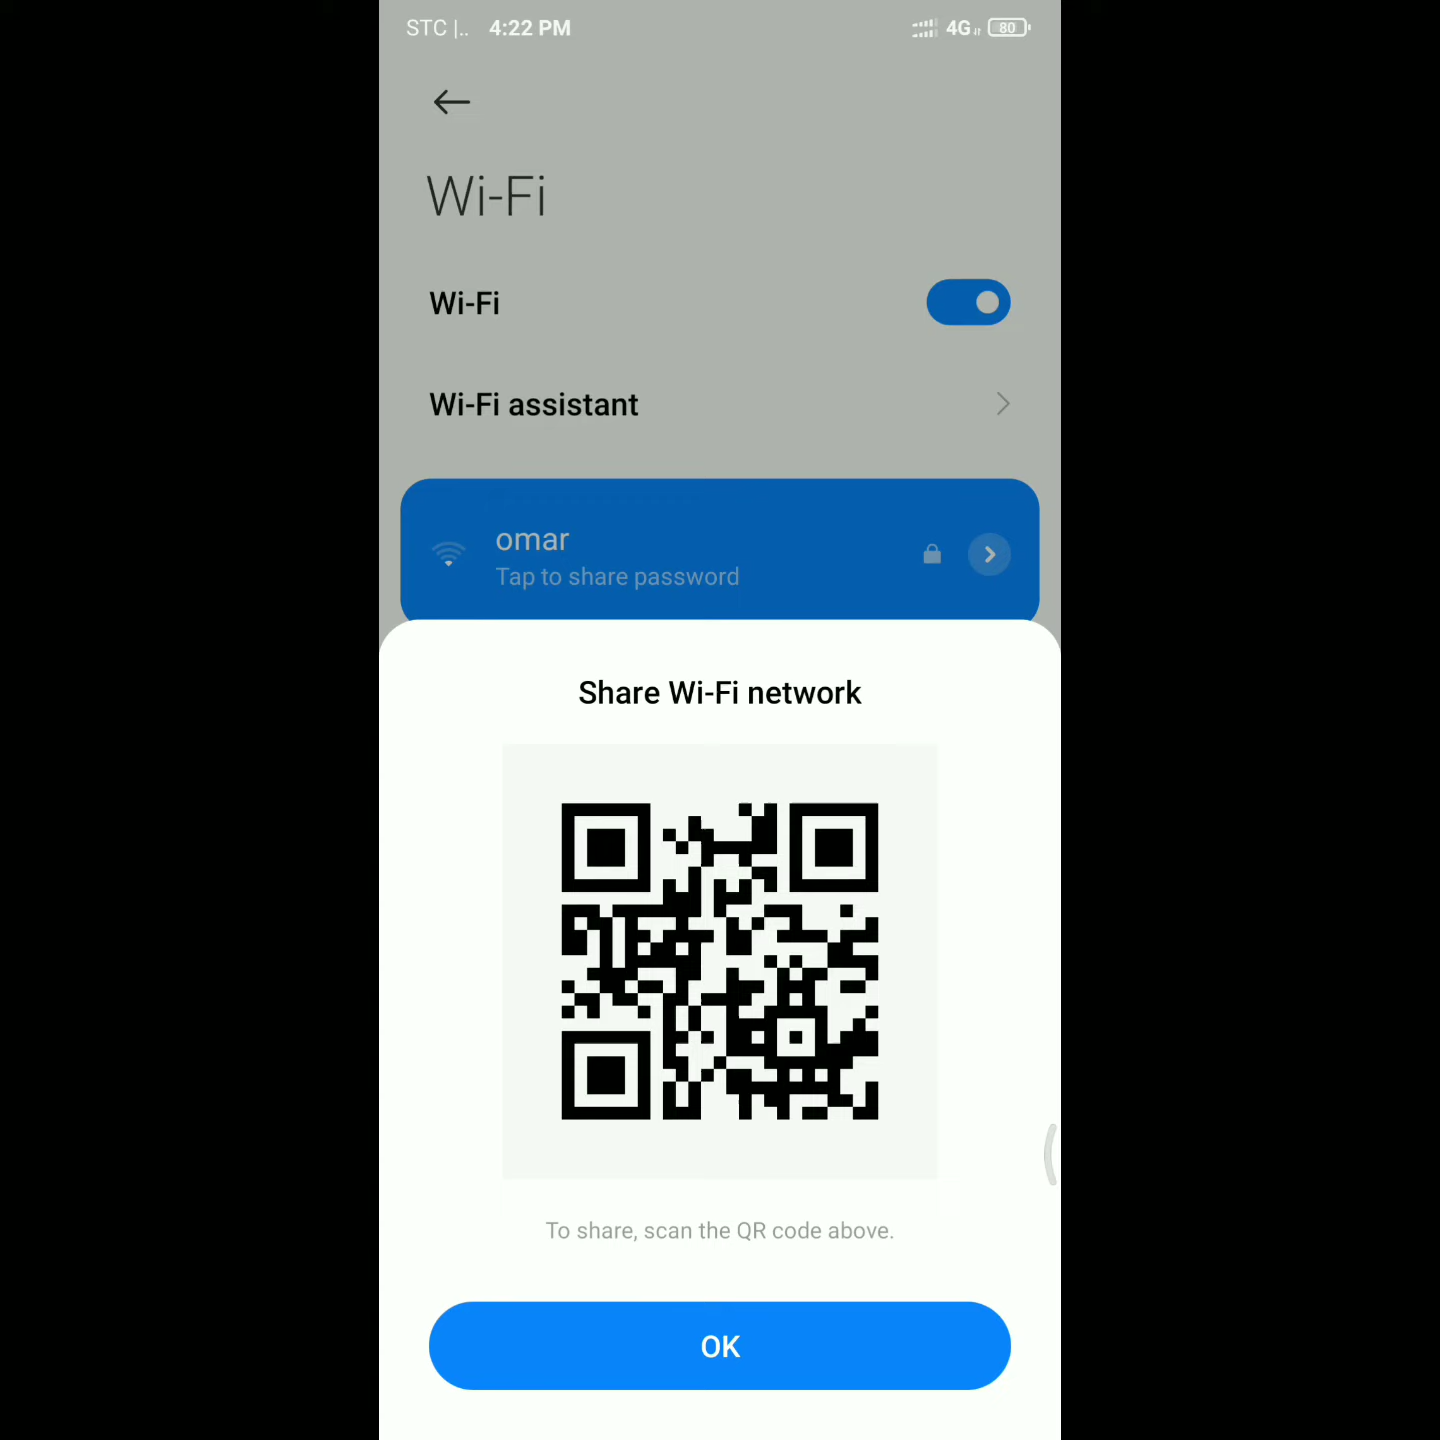 STC |.. 4:22 PM 4G 80
Wi-Fi
Wi-Fi
Wi-Fi assistant
omar
Tap to share password
Share Wi-Fi network
To share, scan the QR code above.
OK